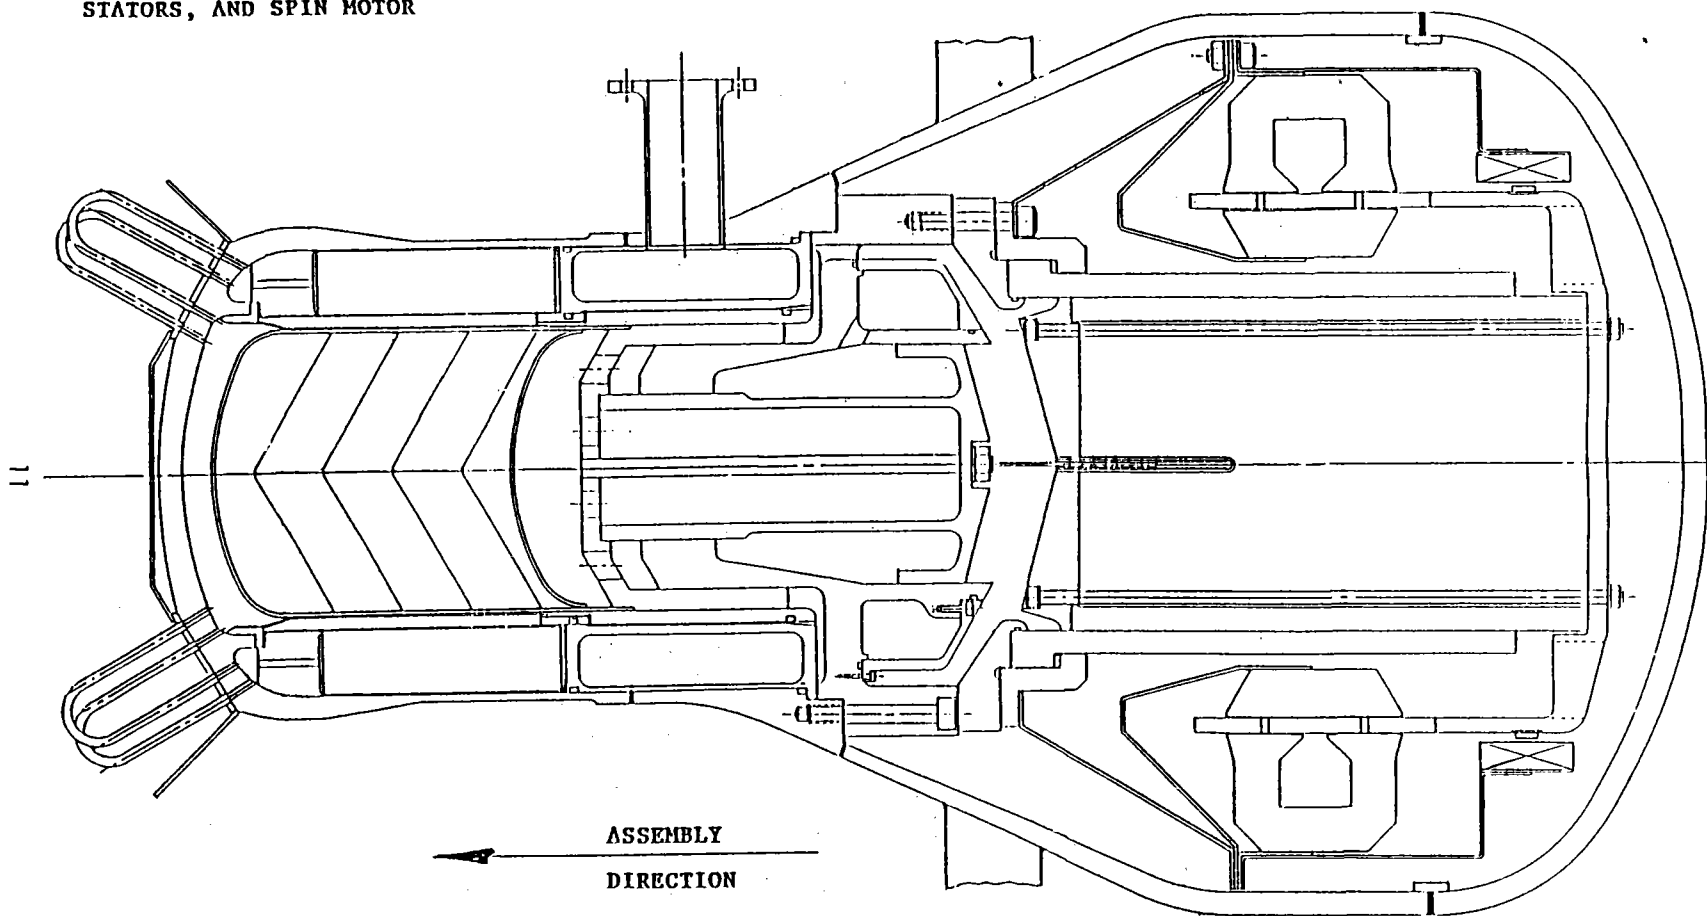 STATORS, AND SPIN MOTOR
11
ASSEMBLY
DIRECTION